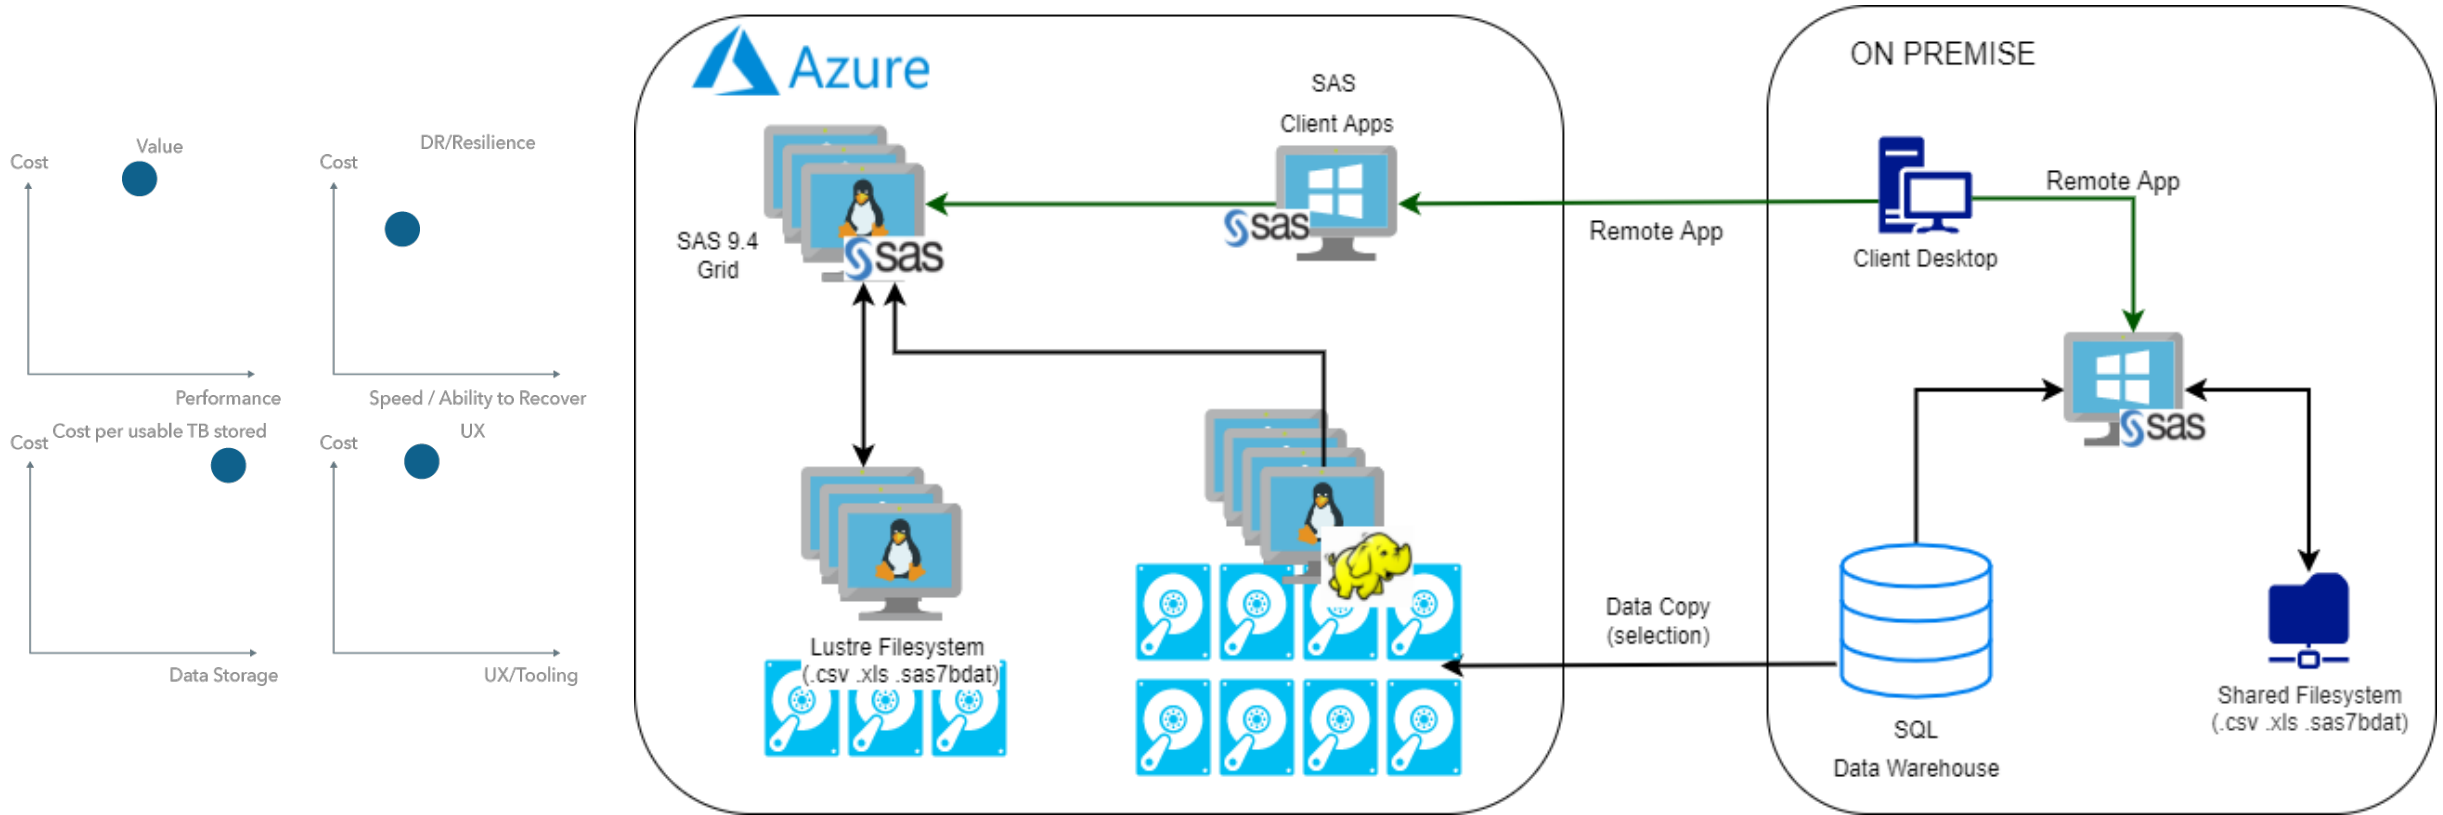 Value
Cost
Performance
DR/Resilience
Cost
Speed / Ability to Recover
Cost per usable TB stored
Cost
Data Storage
UX
Cost
UX/Tooling
Azure
SAS
Client Apps
sas
SAS 9.4
Grid
sas
Lustre Filesystem
(.csv .xls .sas7bdat)
Remote App
Data Copy
(selection)
ON PREMISE
Remote App
Client Desktop
sas
SQL
Data Warehouse
Shared Filesystem
(.csv .xls .sas7bdat)